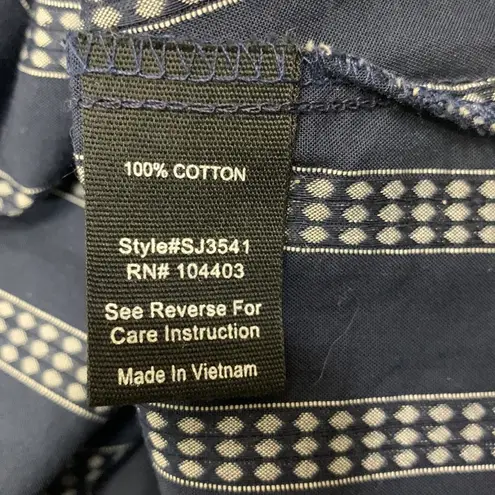 100% COTTON
Style#SJ3541
RN# 104403
See Reverse For
Care Instruction
Made In Vietnam